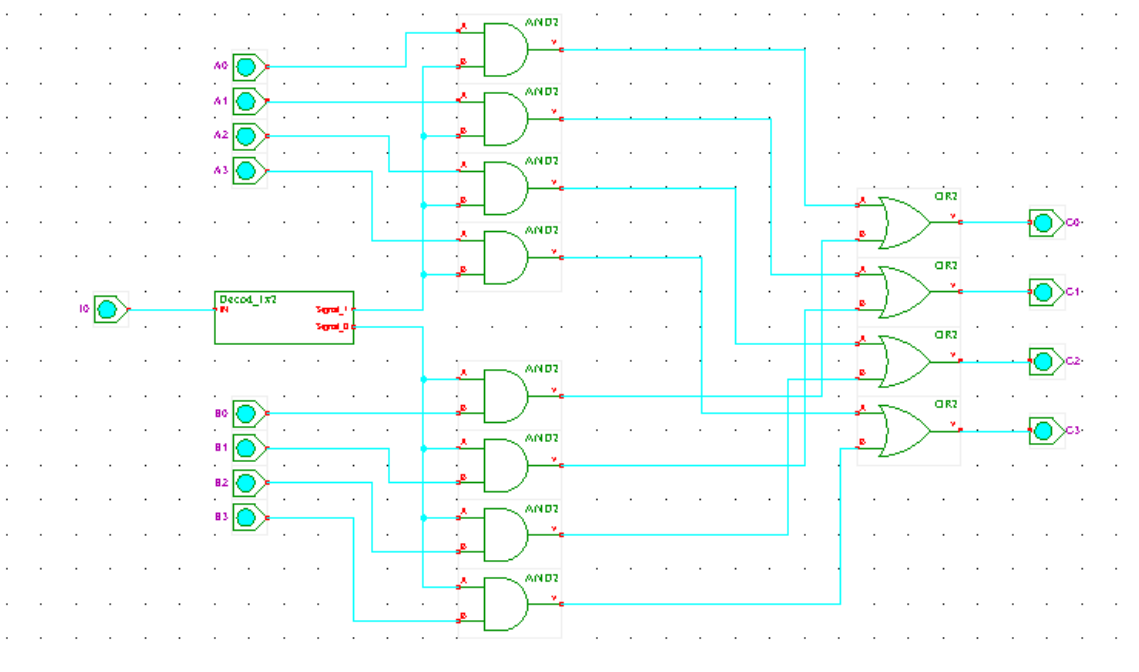 AND2
A
Y
B
A0
AND2
A
Y
B
A1
A2
AND2
A
Y
B
A3
AND2
A
Y
B
OR2
A
Y
B
C0
OR2
A
Y
B
C1
I0
Decod_1x2
IN
Signal_1
Signal_0
OR2
A
Y
B
C2
AND2
A
Y
B
B0
OR2
A
Y
B
C3
AND2
A
Y
B
B1
B2
AND2
A
Y
B
B3
AND2
A
Y
B